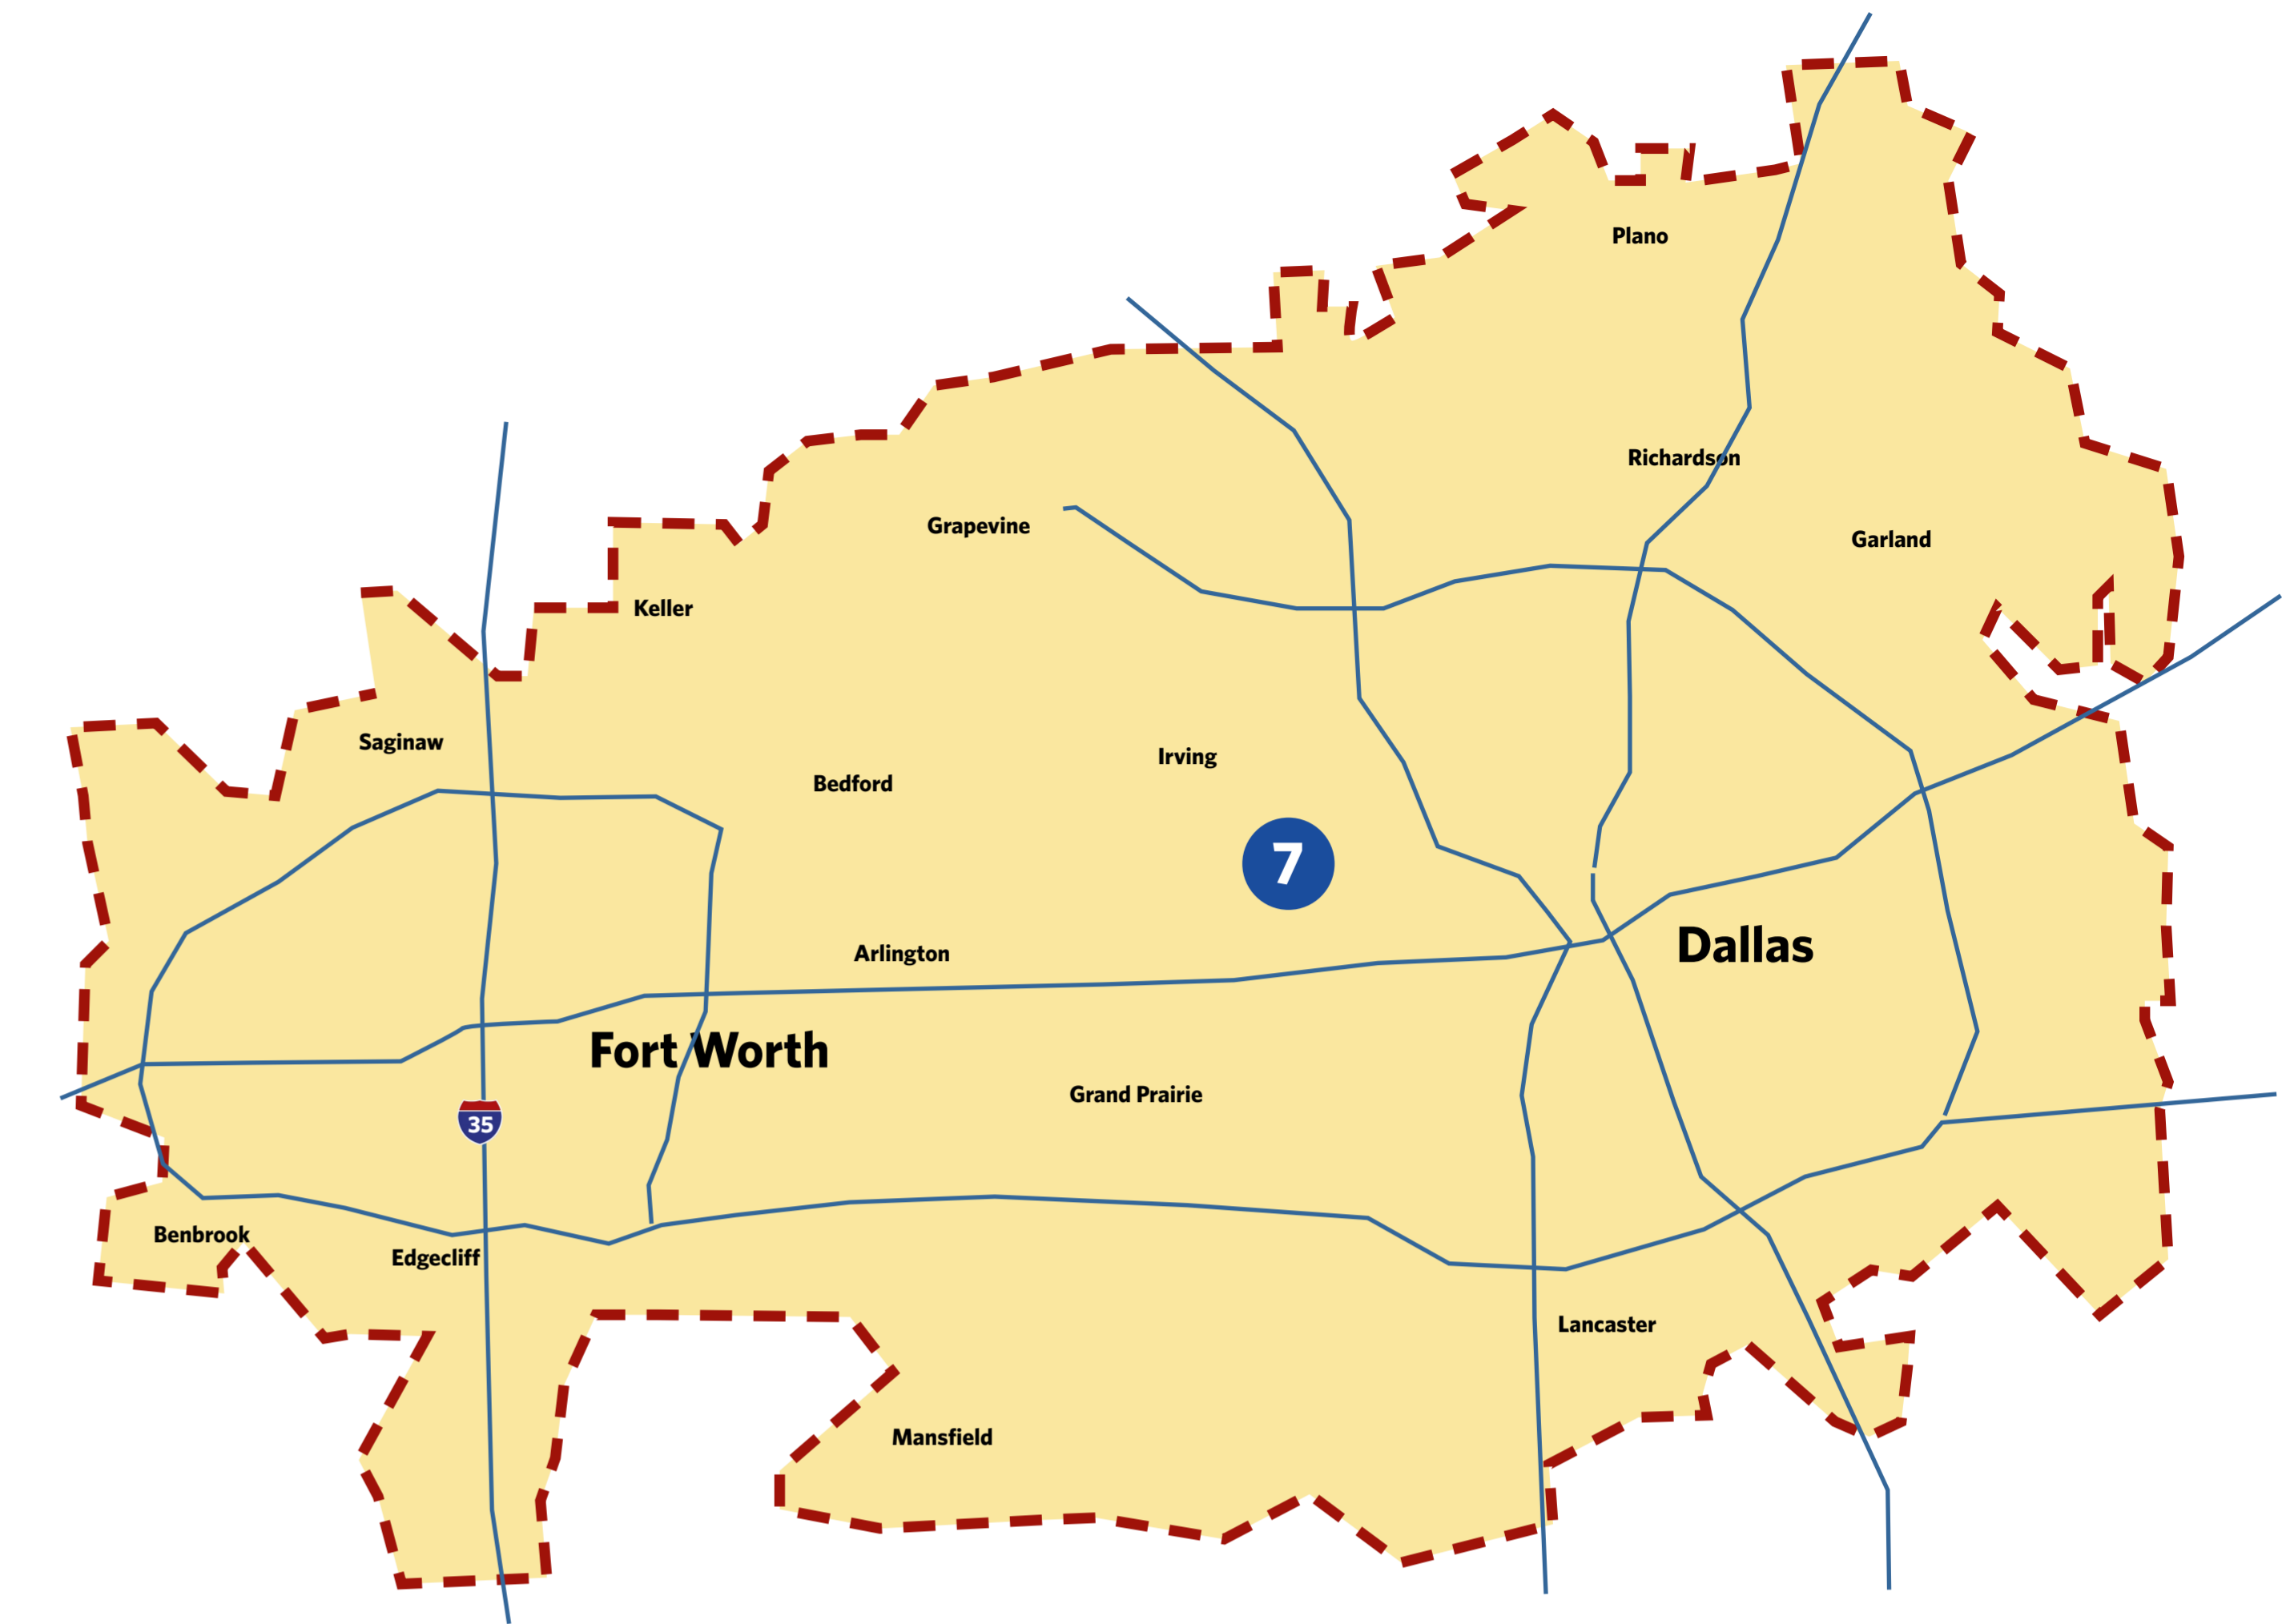 Plano
Richardson
Grapevine
Garland
Keller
Saginaw
Irving
Bedford
7
Dallas
Arlington
Fort Worth
Grand Prairie
35
Benbrook
Edgecliff
Lancaster
Mansfield